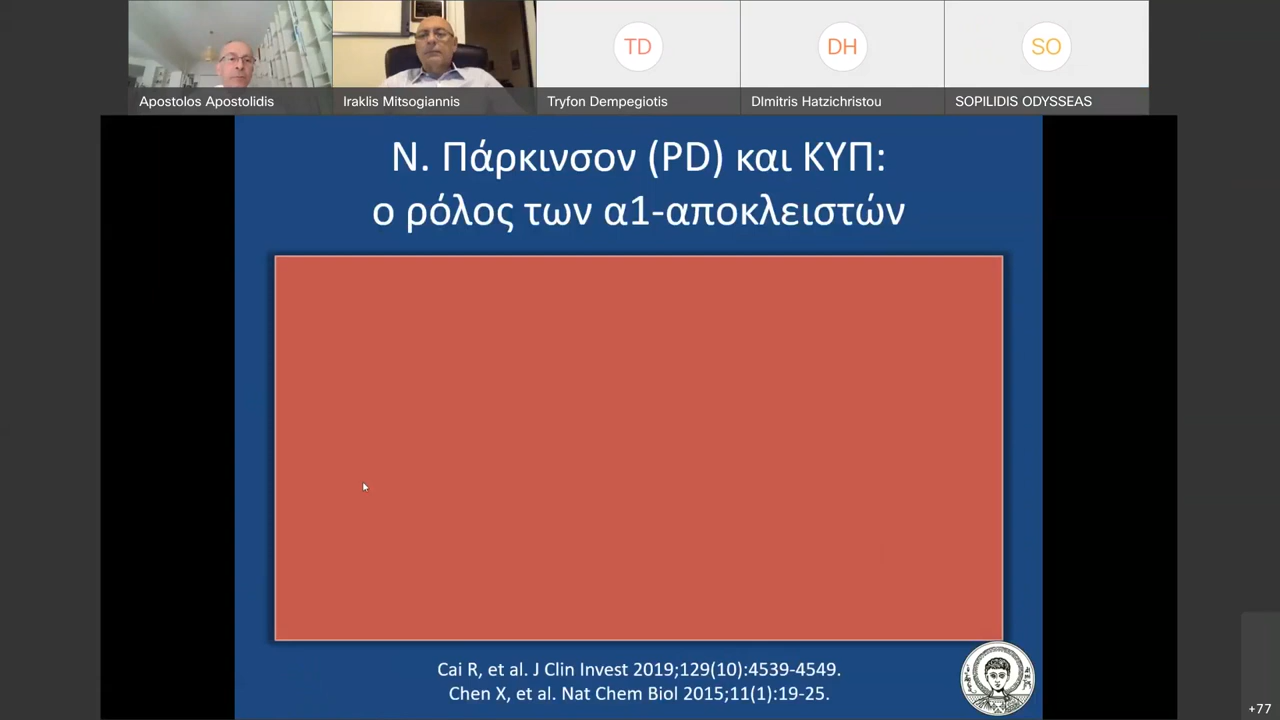 TD
DH
SO
Apostolos Apostolidis
Iraklis Mitsogiannis
Tryfon Dempegiotis
DImitris Hatzichristou
SOPILIDIS ODYSSEAS
Ν. Πάρκινσον (PD) και ΚΥΠ:
ο ρόλος των α1-αποκλειστών
Cai R, et al. J Clin Invest 2019;129(10):4539-4549.
Chen X, et al. Nat Chem Biol 2015;11(1):19-25.
+77